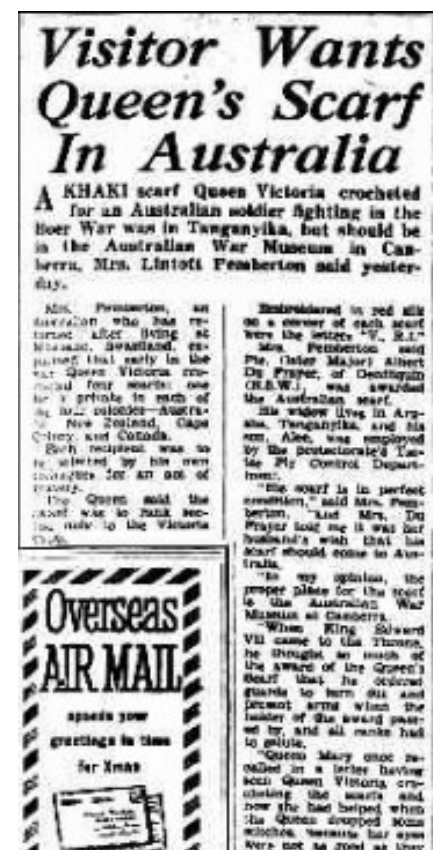 Visitor Wants
Queen's Scarf
In Australia
A KHAKI scarf Queen Victoria crocheted
for an Australian soldier fighting in the
Boer War was in Tanganyika, but should be
in the Australian War Museum in Can-
berra, Mrs. Lintott Pemberton said yester-
day.
Mrs. Pemberton, an
Australian who has re-
turned after living at
Swaziland, ex-
plained that early in the
war Queen Victoria cro-
cheted four scarfs: one
for a private in each of
the four colonies—Austra-
lia, New Zealand, Cape
Colony, and Canada.
Each recipient was to
be selected by his own
comrades for an act of
bravery.
The Queen said the
award was to rank sec-
ond only to the Victoria
Cross.
Embroidered in red silk
on a corner of each scarf
were the letters "V. R.I."
Mrs. Pemberton said
Pte. (later Major) Albert
Du Frayer, of Deniliquin
(N.S.W.), was awarded
the Australian scarf.
His widow lives in Aru-
sha, Tanganyika, and his
son, Alec, was employed
by the protectorate's Tse-
tse Fly Control Depart-
ment.
"The scarf is in perfect
condition," said Mrs. Pem-
berton, "and Mrs. Du
Frayer told me it was her
husband's wish that his
scarf should come to Aus-
tralia.
"In my opinion, the
proper place for the scarf
is the Australian War
Museum at Canberra.
"When King Edward
VII came to the Throne,
he thought so much of
the award of the Queen's
Scarf that he ordered
guards to turn out and
present arms when the
holder of the award pass-
ed by, and all ranks had
to salute.
"Queen Mary once re-
called in a letter having
seen Queen Victoria cro-
cheting the scarfs and
how she had helped when
the Queen dropped some
stitches, because her eyes
were not as good as they
Overseas
AIR MAIL
speeds your
greetings in time
for Xmas